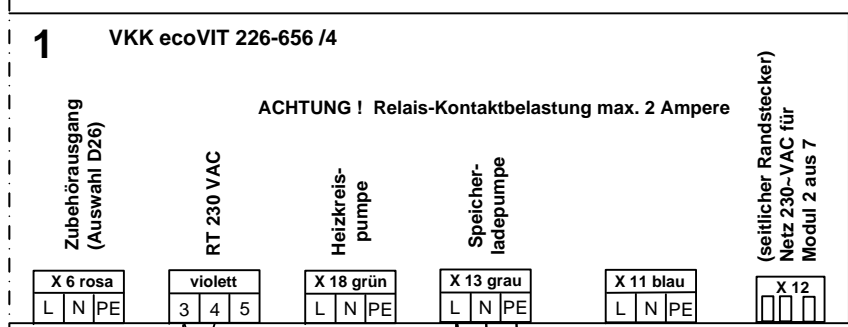 1
VKK ecoVIT 226-656 /4
ACHTUNG ! Relais-Kontaktbelastung max. 2 Ampere
Zubehörausgang
(Auswahl D26)
RT 230 VAC
Heizkreis-
pumpe
Speicher-
ladepumpe
(seitlicher Randstecker)
Netz 230~VAC für
Modul 2 aus 7
X 6 rosa
L N PE
violett
3 4 5
X 18 grün
L N PE
X 13 grau
L N PE
X 11 blau
L N PE
X 12